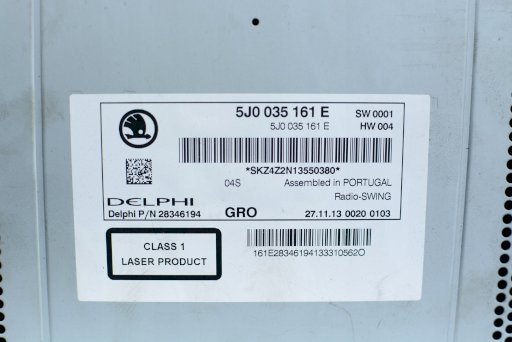 5J0 035 161 E SW 0001
5J0 035 161 E HW 004
*SKZ4Z2N13550380*
04S Assembled in PORTUGAL
Radio-SWING
DELPHI
Delphi P/N 28346194 GRO 27.11.13 0020 0103
CLASS 1
LASER PRODUCT
161E28346194133310562O